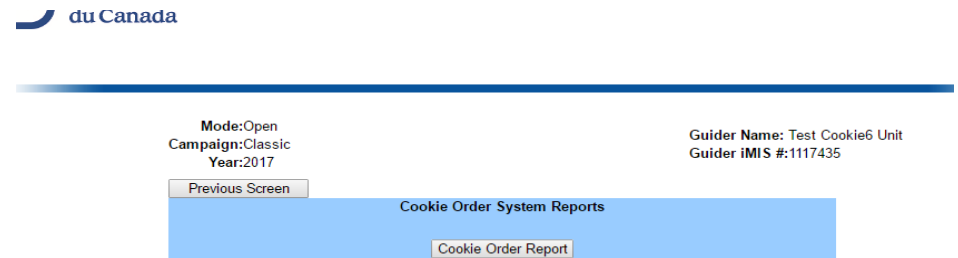 du Canada
Mode:Open
Campaign:Classic
Year:2017
Guider Name: Test Cookie6 Unit
Guider iMIS #:1117435
Previous Screen
Cookie Order System Reports
Cookie Order Report